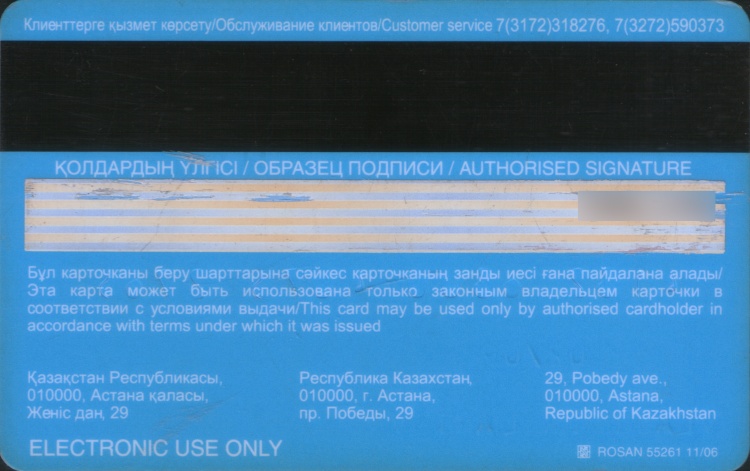 Клиенттерге қызмет көрсету/Обслуживание клиентов/Customer service 7(3172)318276, 7(3272)590373
ҚОЛДАРДЫҢ ҮЛГІСІ / ОБРАЗЕЦ ПОДПИСИ / AUTHORISED SIGNATURE
Бұл карточканы беру шарттарына сәйкес карточканың заңды иесі ғана пайдалана алады/
Эта карта может быть использована только законным владельцем карточки в
соответствии с условиями выдачи/This card may be used only by authorised cardholder in
accordance with terms under which it was issued
Қазақстан Республикасы,
010000, Астана қаласы,
Жеңіс даң, 29
Республика Казахстан,
010000, г. Астана,
пр. Победы, 29
29, Pobedy ave.,
010000, Astana,
Republic of Kazakhstan
ELECTRONIC USE ONLY
ROSAN 55261 11/06